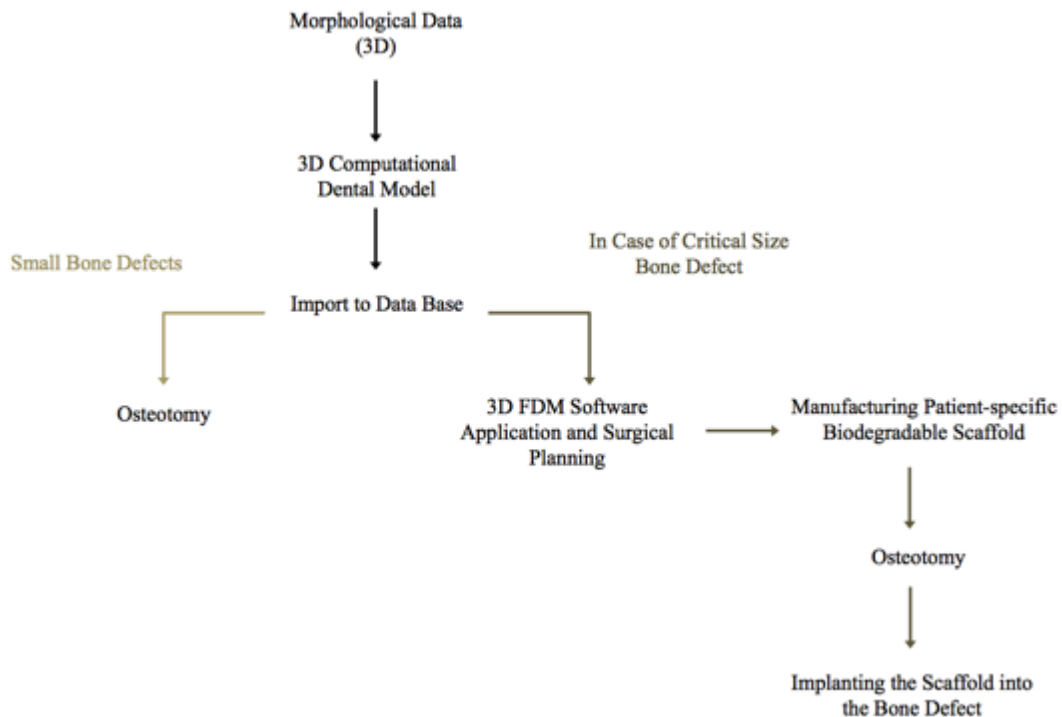 Morphological Data
(3D)
3D Computational
Dental Model
In Case of Critical Size
Bone Defect
Small Bone Defects
Import to Data Base
Osteotomy
3D FDM Software
Application and Surgical
Planning
Manufacturing Patient-specific
Biodegradable Scaffold
Osteotomy
Implanting the Scaffold into
the Bone Defect